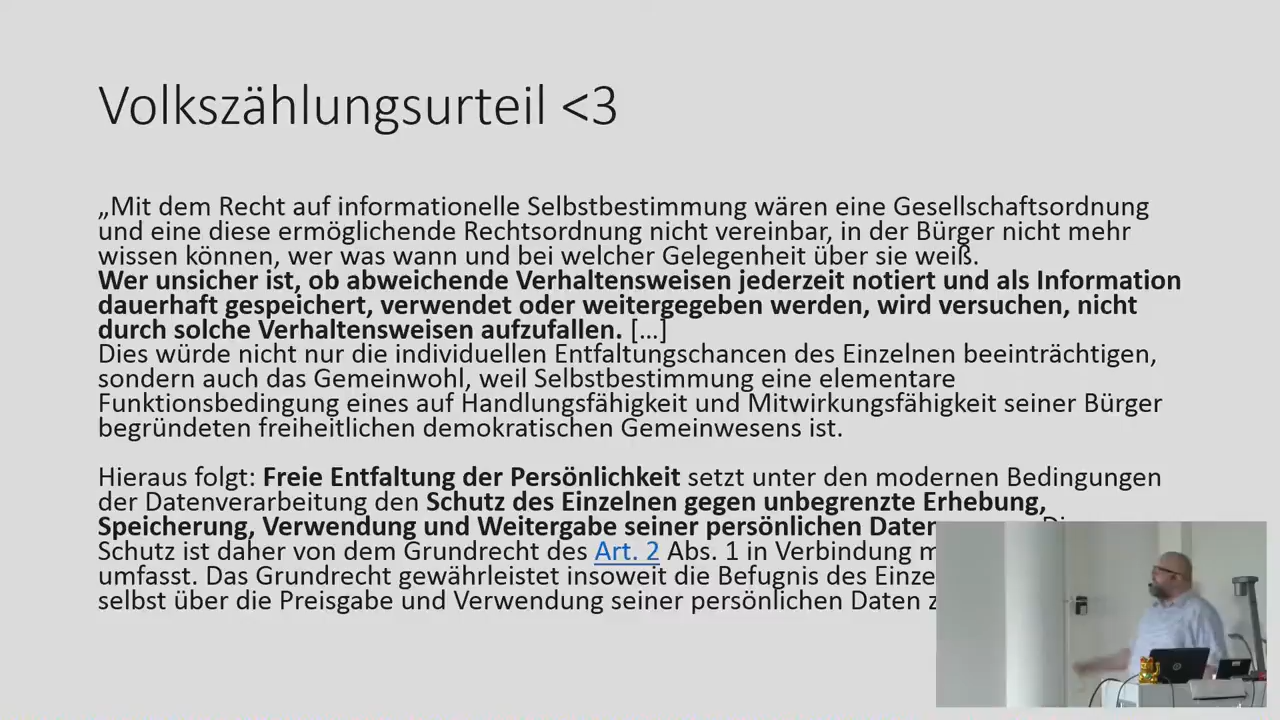 Volkszählungsurteil <3
„Mit dem Recht auf informationelle Selbstbestimmung wären eine Gesellschaftsordnung
und eine diese ermöglichende Rechtsordnung nicht vereinbar, in der Bürger nicht mehr
wissen können, wer was wann und bei welcher Gelegenheit über sie weiß.
Wer unsicher ist, ob abweichende Verhaltensweisen jederzeit notiert und als Information
dauerhaft gespeichert, verwendet oder weitergegeben werden, wird versuchen, nicht
durch solche Verhaltensweisen aufzufallen. […]
Dies würde nicht nur die individuellen Entfaltungschancen des Einzelnen beeinträchtigen,
sondern auch das Gemeinwohl, weil Selbstbestimmung eine elementare
Funktionsbedingung eines auf Handlungsfähigkeit und Mitwirkungsfähigkeit seiner Bürger
begründeten freiheitlichen demokratischen Gemeinwesens ist.
Hieraus folgt: Freie Entfaltung der Persönlichkeit setzt unter den modernen Bedingungen
der Datenverarbeitung den Schutz des Einzelnen gegen unbegrenzte Erhebung,
Speicherung, Verwendung und Weitergabe seiner persönlichen Daten
Schutz ist daher von dem Grundrecht des Art. 2 Abs. 1 in Verbindung
umfasst. Das Grundrecht gewährleistet insoweit die Befugnis des
selbst über die Preisgabe und Verwendung seiner persönlichen Daten